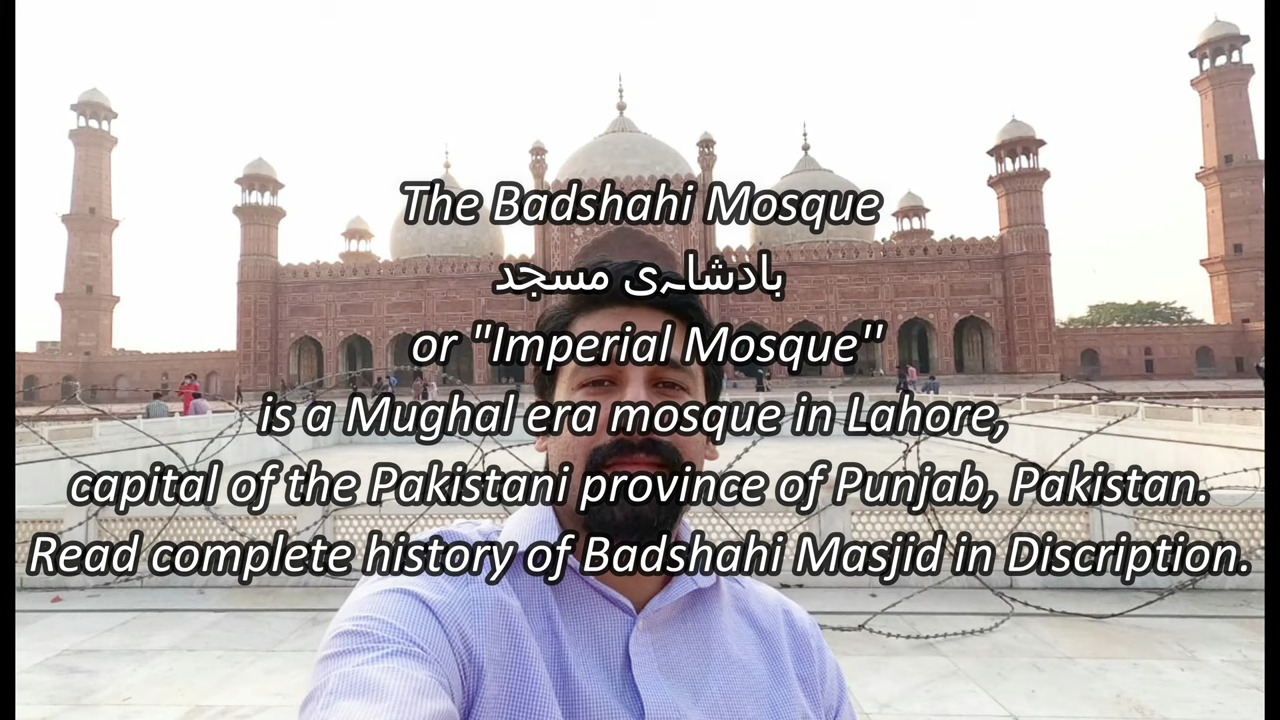 The Badshahi Mosque
بادشاہی مسجد
or "Imperial Mosque"
is a Mughal era mosque in Lahore,
capital of the Pakistani province of Punjab, Pakistan.
Read complete history of Badshahi Masjid in Discription.